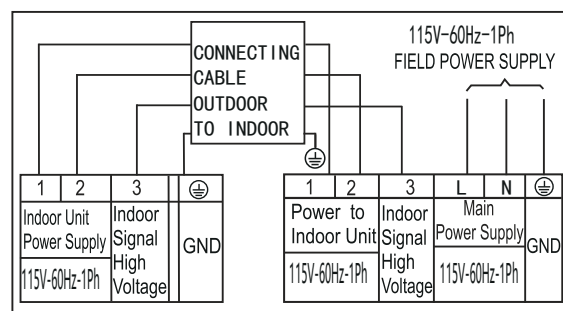 CONNECTING
CABLE
OUTDOOR
TO INDOOR
115V-60Hz-1Ph
FIELD POWER SUPPLY
1 2 3
Indoor Unit
Power Supply
115V-60Hz-1Ph
Indoor
Signal
High
Voltage
GND
1 2 3 L N
Power to
Indoor Unit
115V-60Hz-1Ph
Indoor
Signal
High
Voltage
Main
Power Supply
115V-60Hz-1Ph
GND